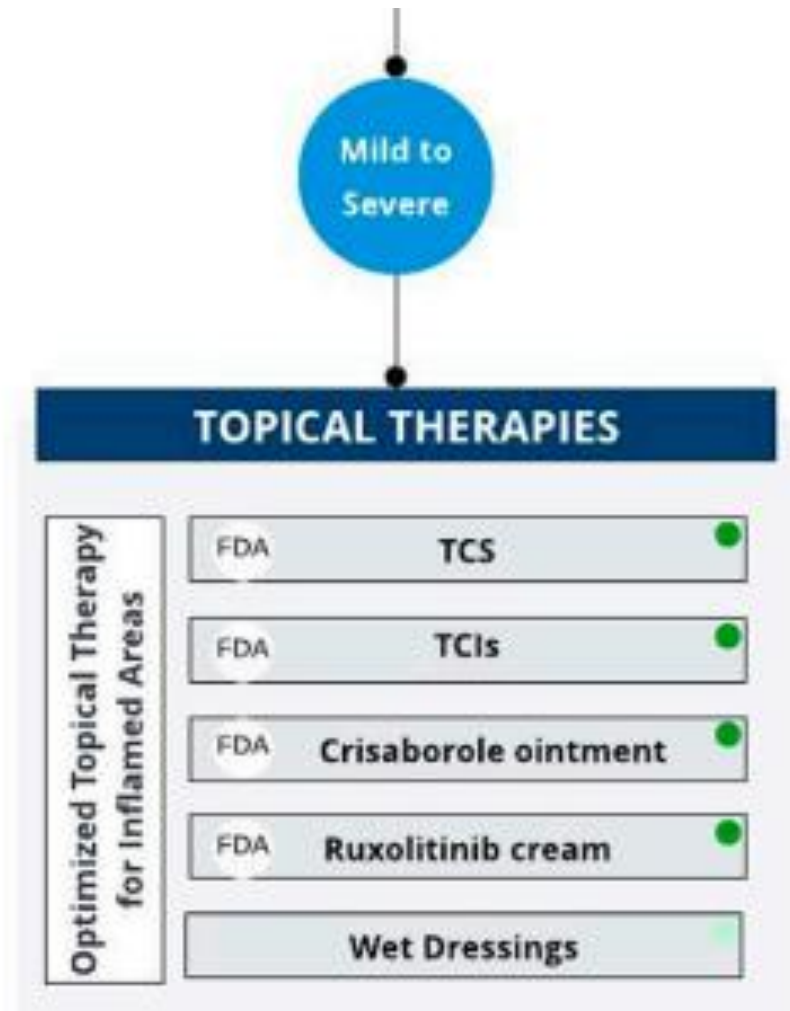 Mild to
Severe
TOPICAL THERAPIES
Optimized Topical Therapy
for Inflamed Areas
FDA TCS
FDA TCIs
FDA Crisaborole ointment
FDA Ruxolitinib cream
Wet Dressings